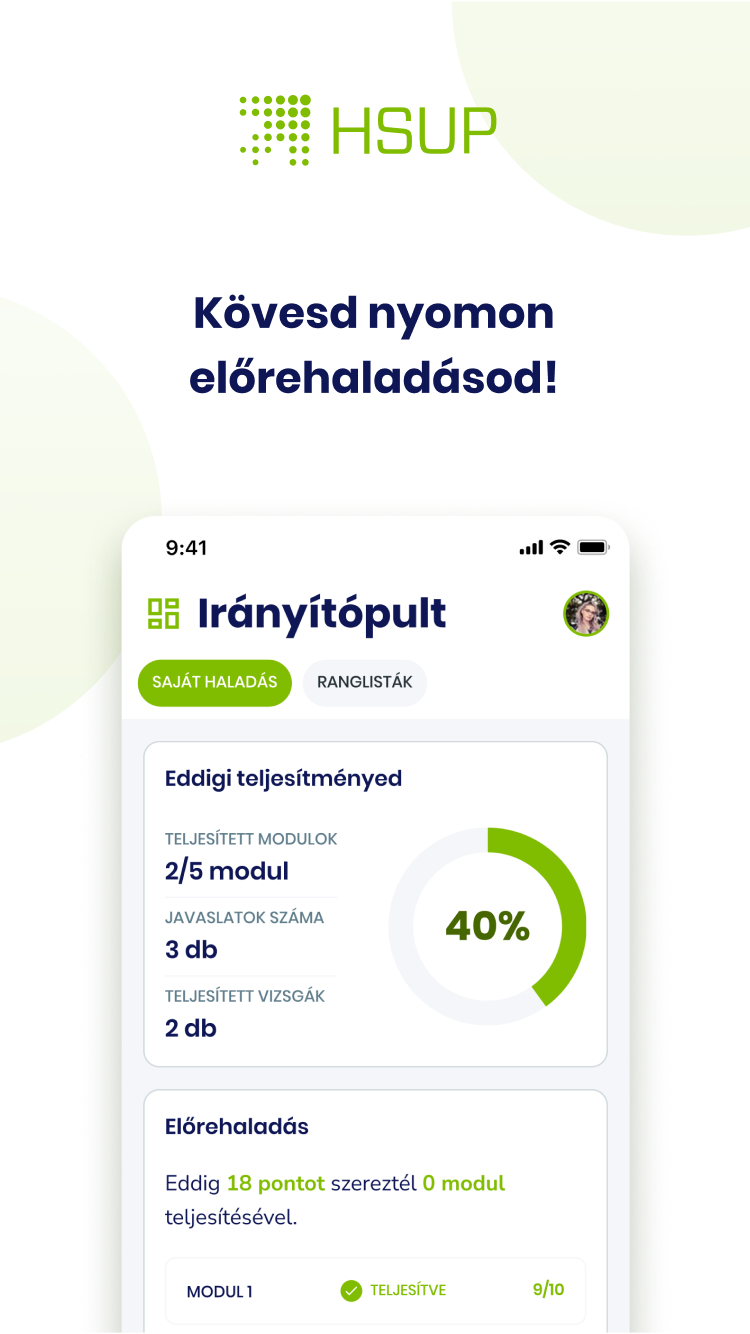 HSUP
Kövesd nyomon
előrehaladásod!
9:41
Irányítópult
SAJÁT HALADÁS
RANGLISTÁK
Eddigi teljesítményed
TELJESÍTETT MODULOK
2/5 modul
JAVASLATOK SZÁMA
3 db
TELJESÍTETT VIZSGÁK
2 db
40%
Előrehaladás
Eddig 18 pontot szereztél 0 modul
teljesítésével.
MODUL 1 TELJESÍTVE 9/10